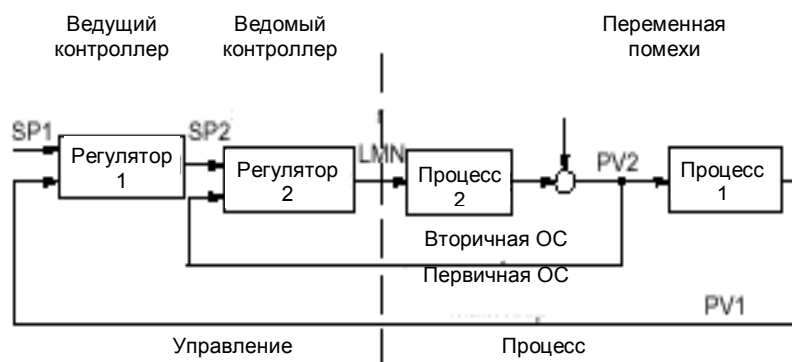 Ведущий
контроллер
Ведомый
контроллер
Переменная
помехи
SP1
Регулятор
1
SP2
Регулятор
2
LMN
Процесс
2
PV2
Процесс
1
Вторичная ОС
Первичная ОС
PV1
Управление
Процесс